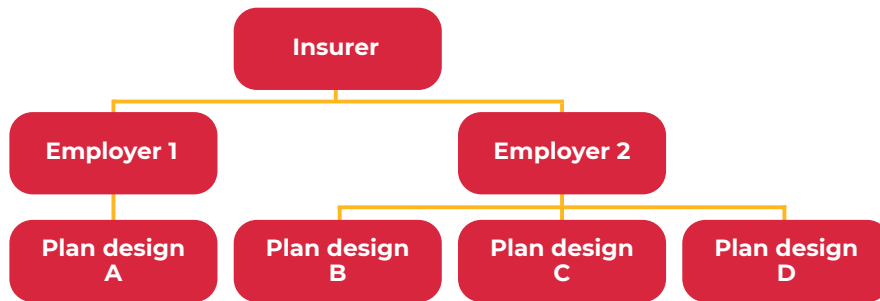 Insurer
Employer 1
Employer 2
Plan design
A
Plan design
B
Plan design
C
Plan design
D